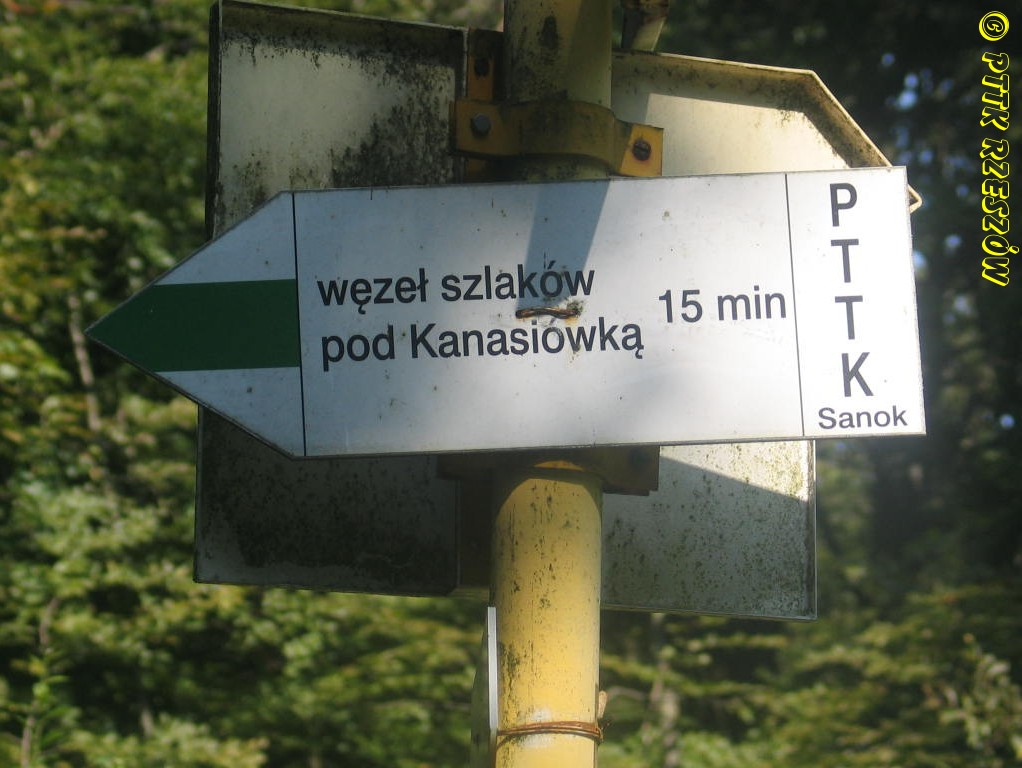 węzeł szlaków
pod Kanasiówką
15 min
PTTK
Sanok
© PTTK RZESZÓW